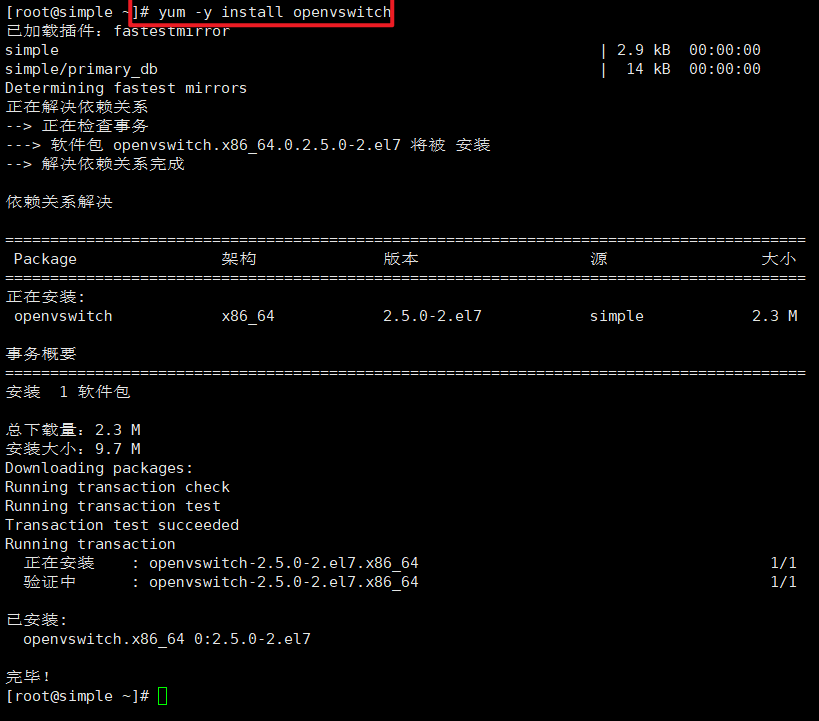 [root@simple ~]# yum -y install openvswitch
已加载插件：fastestmirror
simple | 2.9 kB 00:00:00
simple/primary_db | 14 kB 00:00:00
Determining fastest mirrors
正在解决依赖关系
--> 正在检查事务
---> 软件包 openvswitch.x86_64.0.2.5.0-2.el7 将被 安装
--> 解决依赖关系完成
依赖关系解决
================================================================================
Package 架构 版本 源 大小
================================================================================
正在安装:
openvswitch x86_64 2.5.0-2.el7 simple 2.3 M
事务概要
================================================================================
安装 1 软件包
总下载量：2.3 M
安装大小：9.7 M
Downloading packages:
Running transaction check
Running transaction test
Transaction test succeeded
Running transaction
正在安装 : openvswitch-2.5.0-2.el7.x86_64 1/1
验证中 : openvswitch-2.5.0-2.el7.x86_64 1/1
已安装:
openvswitch.x86_64 0:2.5.0-2.el7
完毕！
[root@simple ~]#